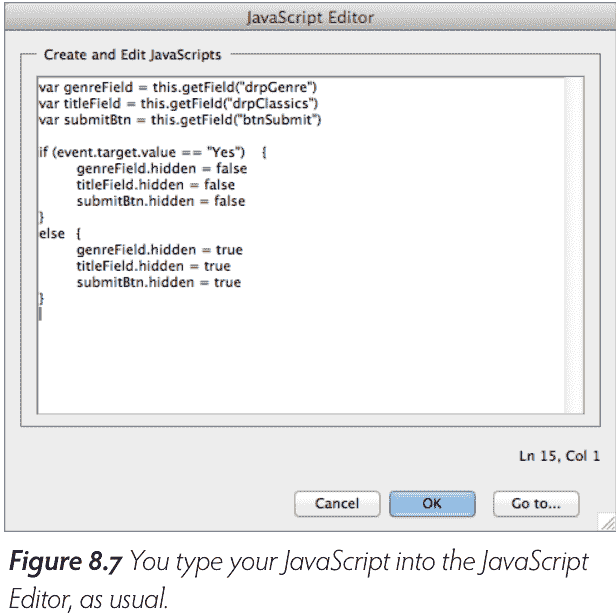 JavaScript Editor
Create and Edit JavaScripts
var genreField = this.getField("drpGenre")
var titleField = this.getField("drpClassics")
var submitBtn = this.getField("btnSubmit")
if (event.target.value == "Yes") {
genreField.hidden = false
titleField.hidden = false
submitBtn.hidden = false
}
else {
genreField.hidden = true
titleField.hidden = true
submitBtn.hidden = true
}
Ln 15, Col 1
Cancel OK Go to...
Figure 8.7 You type your JavaScript into the JavaScript
Editor, as usual.